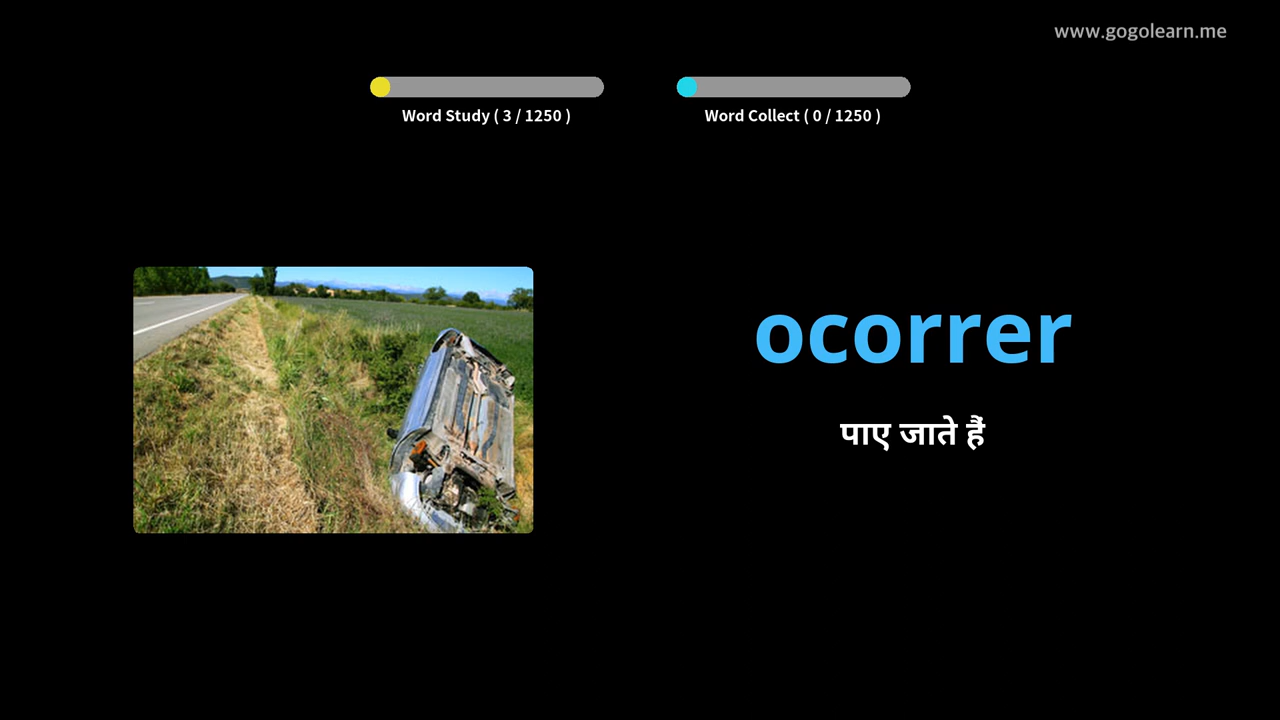 www.gogolearn.me
Word Study ( 3 / 1250 )
Word Collect ( 0 / 1250 )
ocorrer
पाए जाते हैं